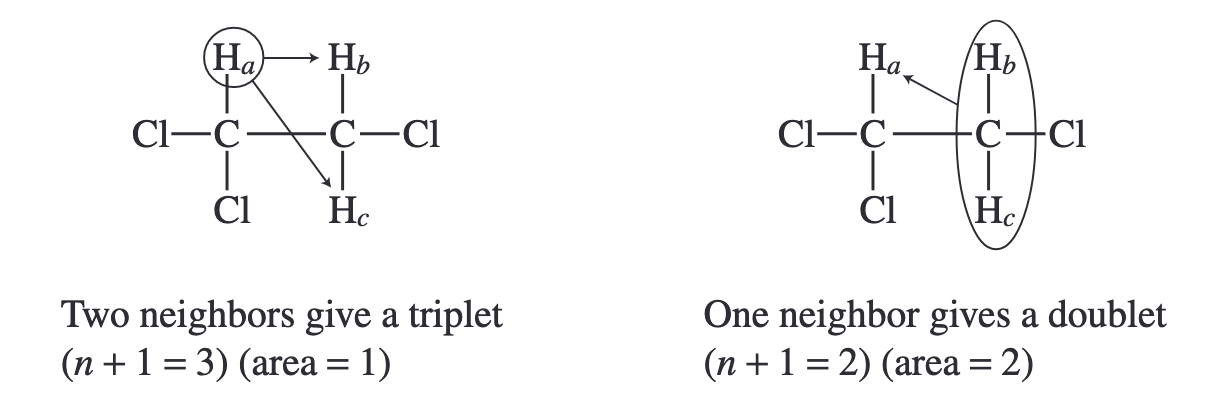 Ha Hb
Cl—C—C—Cl
Cl Hc
Two neighbors give a triplet
(n + 1 = 3) (area = 1)
Ha Hb
Cl—C—C—Cl
Cl Hc
One neighbor gives a doublet
(n + 1 = 2) (area = 2)